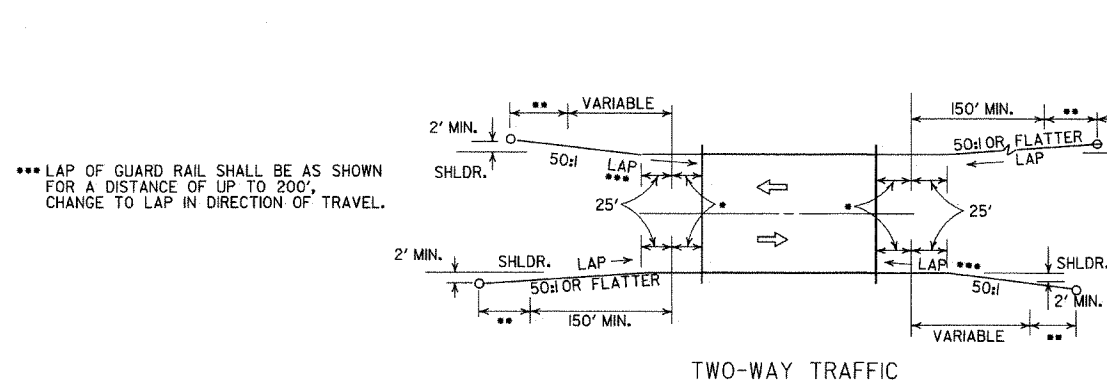 ** VARIABLE
150' MIN. **
2' MIN.
50:1
SHLDR.
LAP
***
50:1 OR FLATTER
LAP
*** LAP OF GUARD RAIL SHALL BE AS SHOWN
FOR A DISTANCE OF UP TO 200',
CHANGE TO LAP IN DIRECTION OF TRAVEL.
25'
*
*
25'
2' MIN.
SHLDR.
LAP
50:1 OR FLATTER
** 150' MIN.
LAP ***
SHLDR.
50:1
2' MIN.
VARIABLE **
TWO-WAY TRAFFIC